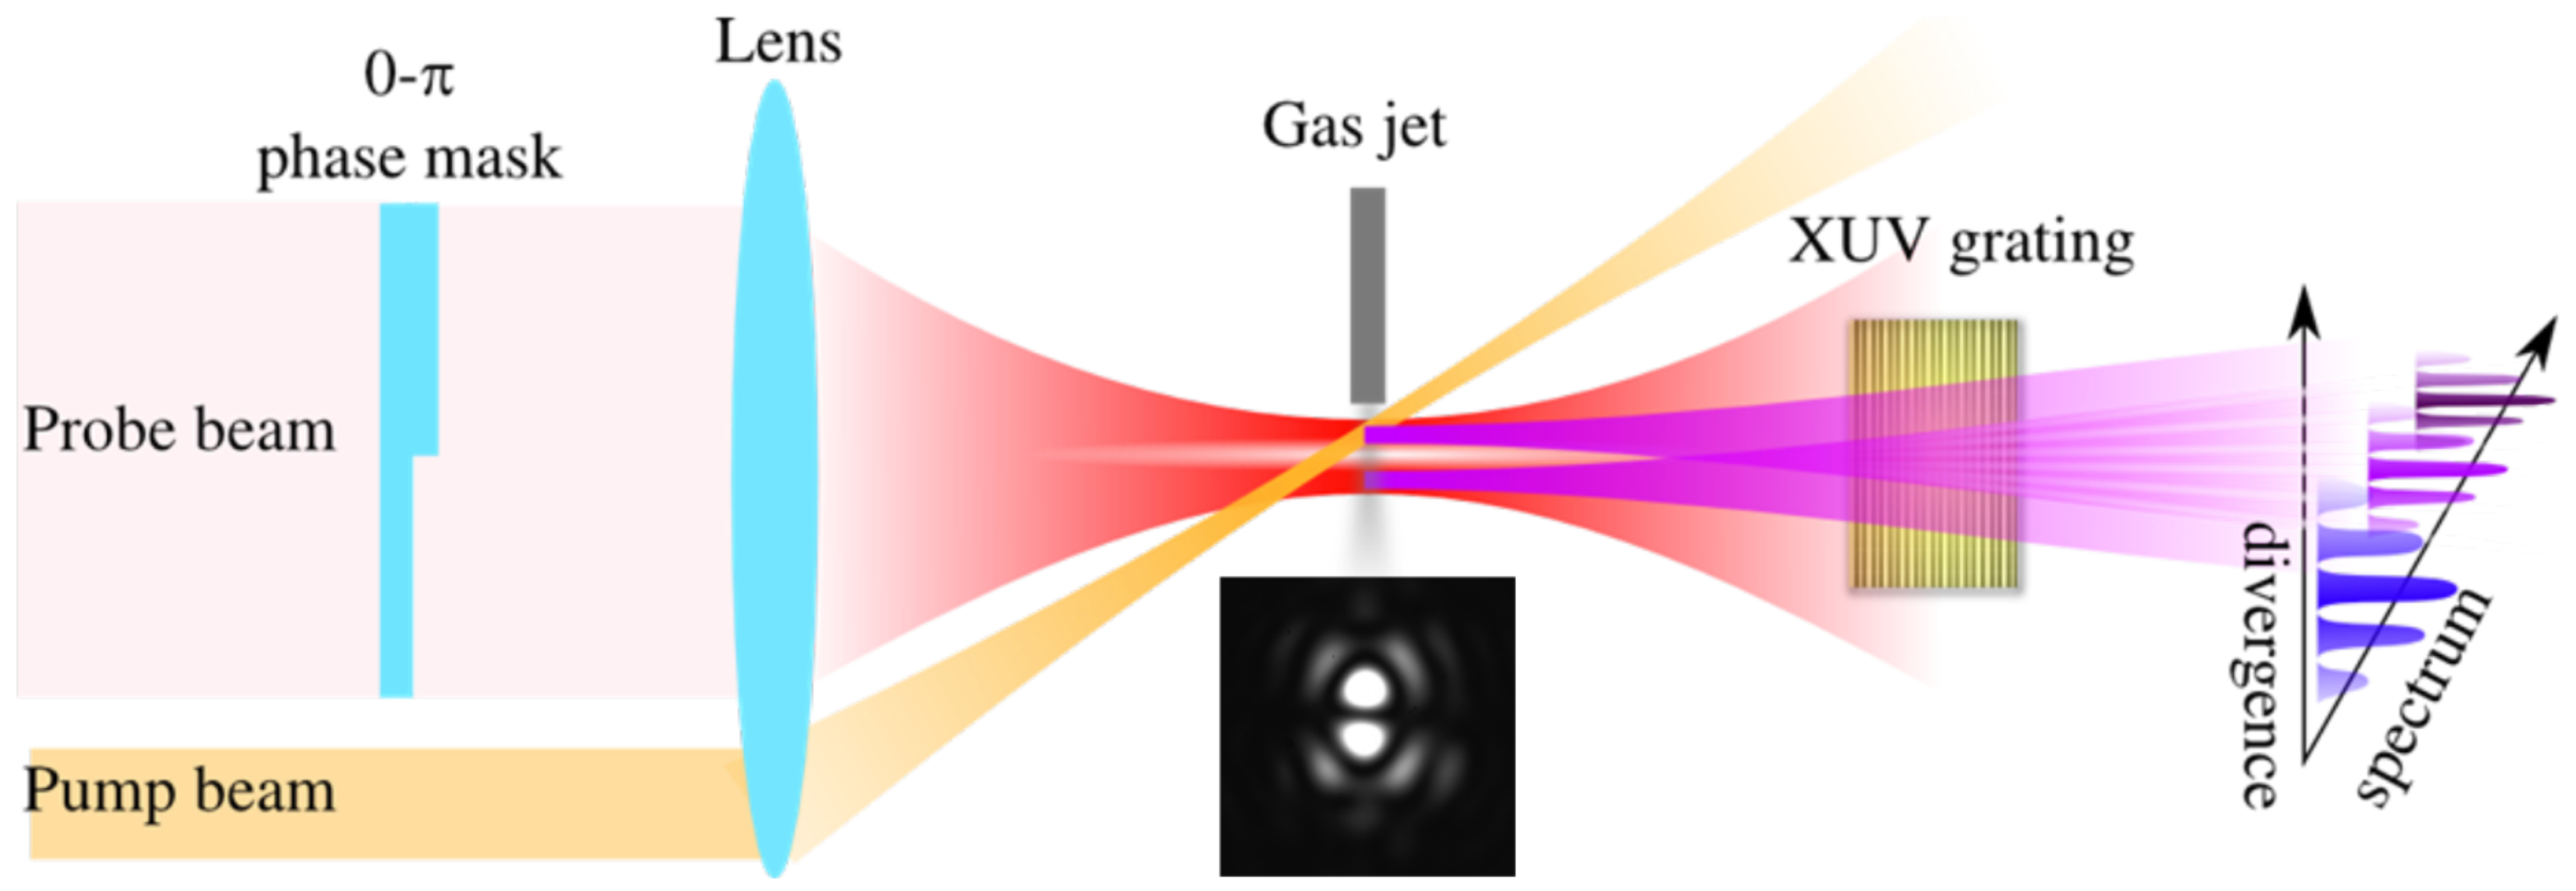 0-π
phase mask
Lens
Gas jet
XUV grating
Probe beam
Pump beam
divergence
spectrum